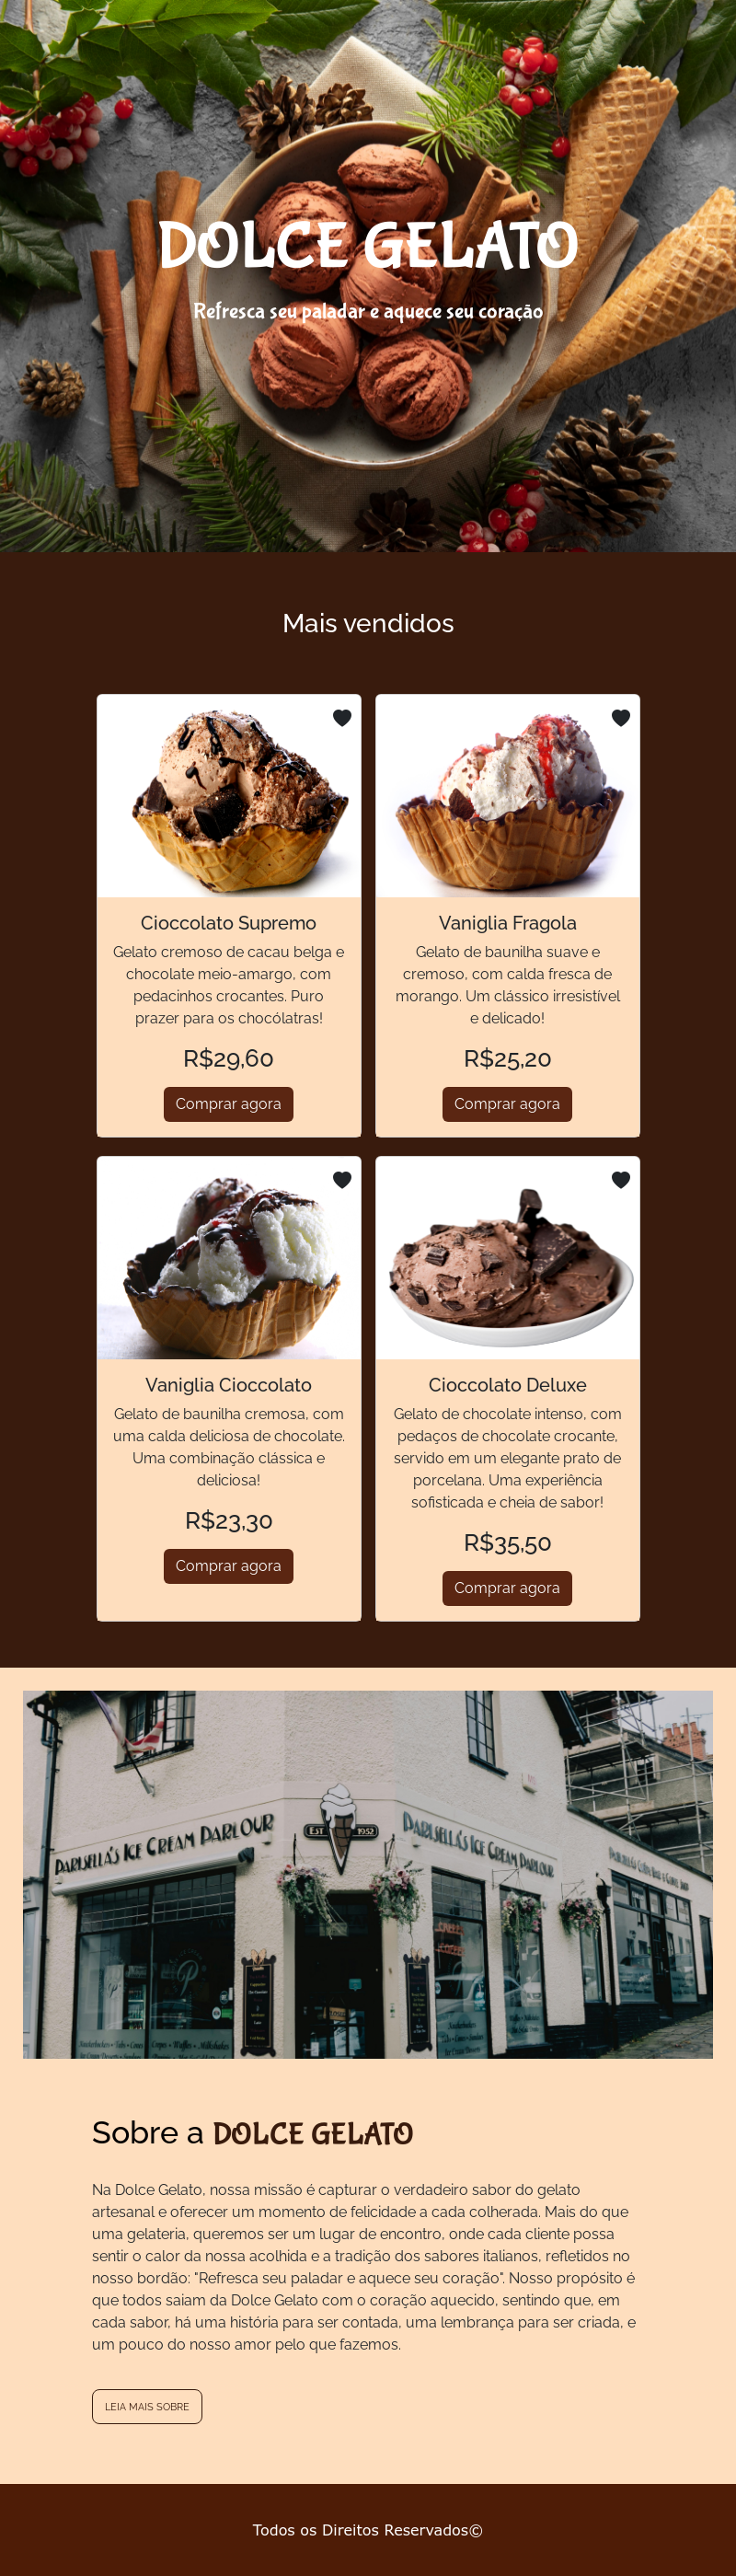 DOLCE GELATO
Refresca seu paladar e aquece seu coração
Mais vendidos
Cioccolato Supremo
Gelato cremoso de cacau belga e
chocolate meio-amargo, com
pedacinhos crocantes. Puro
prazer para os chocólatras!
R$29,60
Comprar agora
Vaniglia Fragola
Gelato de baunilha suave e
cremoso, com calda fresca de
morango. Um clássico irresistível
e delicado!
R$25,20
Comprar agora
Vaniglia Cioccolato
Gelato de baunilha cremosa, com
uma calda deliciosa de chocolate.
Uma combinação clássica e
deliciosa!
R$23,30
Comprar agora
Cioccolato Deluxe
Gelato de chocolate intenso, com
pedaços de chocolate crocante,
servido em um elegante prato de
porcelana. Uma experiência
sofisticada e cheia de sabor!
R$35,50
Comprar agora
PARISELLA'S ICE CREAM PARLOUR
EST 1952
PARISELLA'S ICE CREAM PARLOUR
Sobre a DOLCE GELATO
Na Dolce Gelato, nossa missão é capturar o verdadeiro sabor do gelato
artesanal e oferecer um momento de felicidade a cada colherada. Mais do que
uma gelateria, queremos ser um lugar de encontro, onde cada cliente possa
sentir o calor da nossa acolhida e a tradição dos sabores italianos, refletidos no
nosso bordão: "Refresca seu paladar e aquece seu coração". Nosso propósito é
que todos saiam da Dolce Gelato com o coração aquecido, sentindo que, em
cada sabor, há uma história para ser contada, uma lembrança para ser criada, e
um pouco do nosso amor pelo que fazemos.
LEIA MAIS SOBRE
Todos os Direitos Reservados©